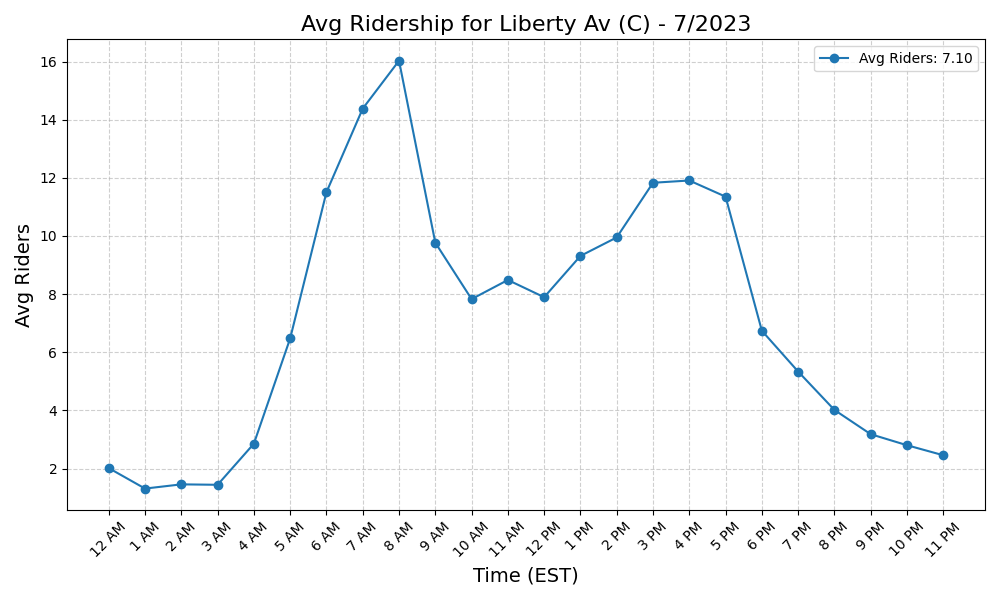 Avg Ridership for Liberty Av (C) - 7/2023
Avg Riders: 7.10
16
14
12
10
8
6
4
2
Avg Riders
12 AM
1 AM
2 AM
3 AM
4 AM
5 AM
6 AM
7 AM
8 AM
9 AM
10 AM
11 AM
12 PM
1 PM
2 PM
3 PM
4 PM
5 PM
6 PM
7 PM
8 PM
9 PM
10 PM
11 PM
Time (EST)